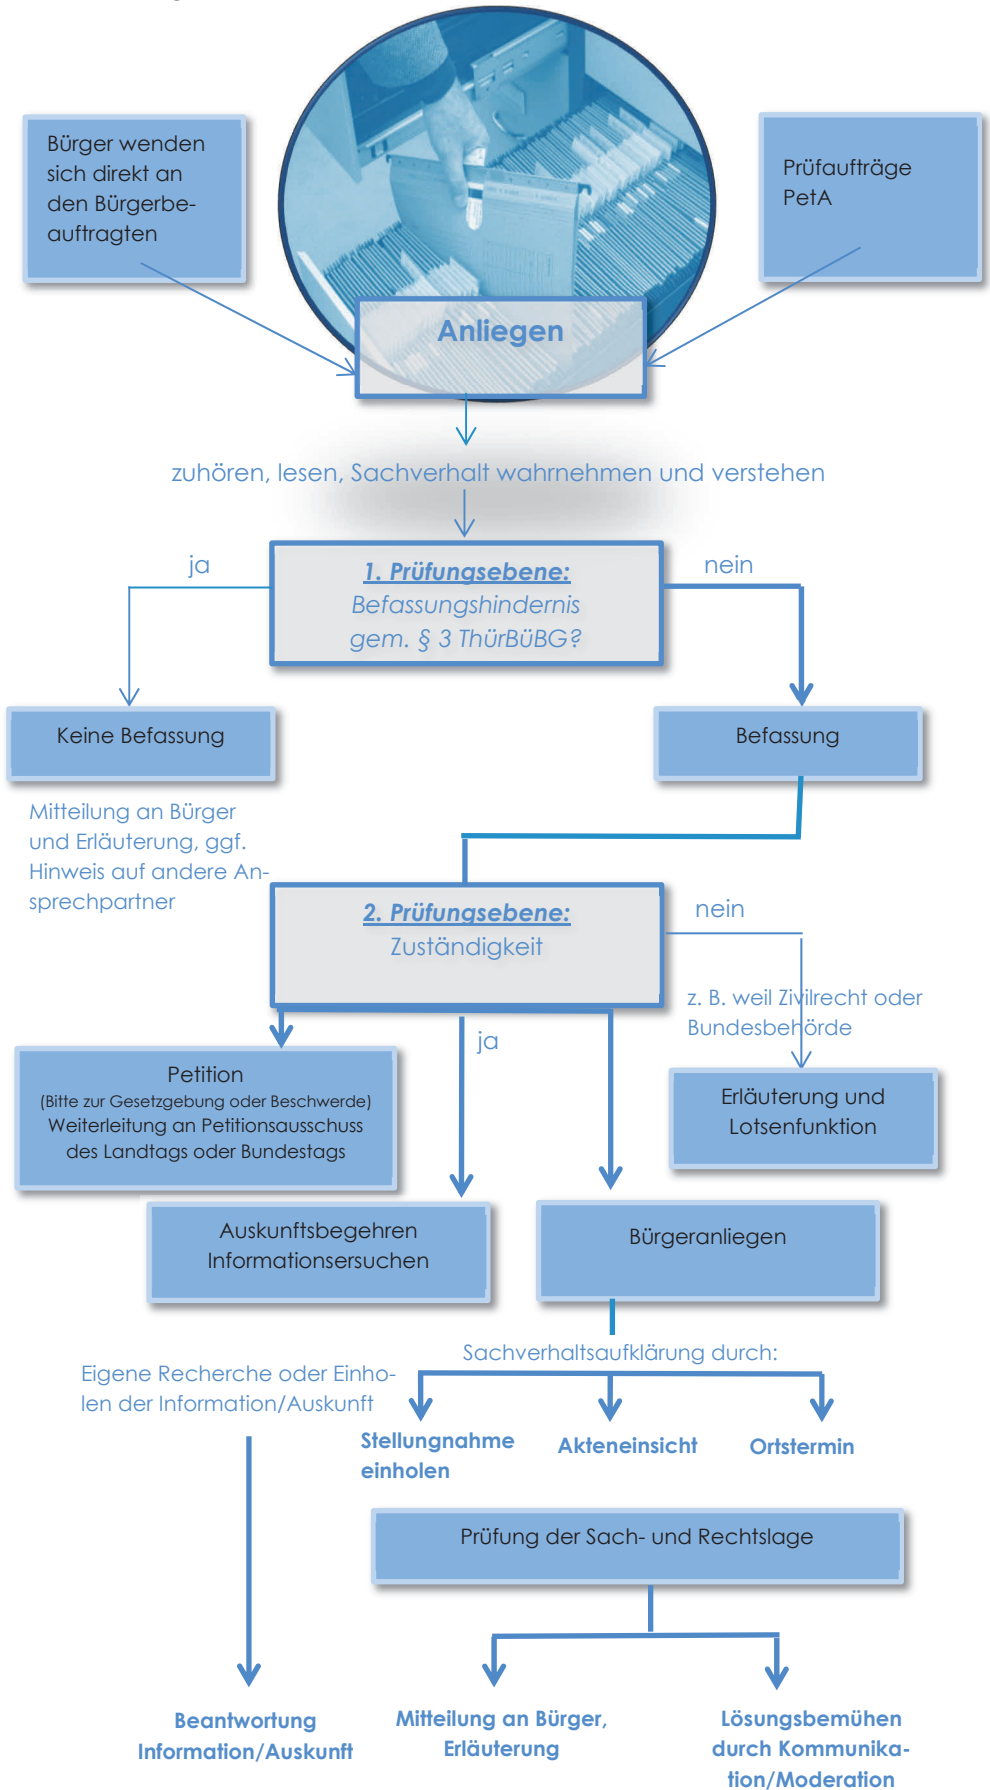 Bürger wenden
sich direkt an
den Bürgerbe-
auftragten
Prüfaufträge
PetA
Anliegen
zuhören, lesen, Sachverhalt wahrnehmen und verstehen
ja
1. Prüfungsebene:
Befassungshindernis
gem. § 3 ThürBüBG?
nein
Keine Befassung
Befassung
Mitteilung an Bürger
und Erläuterung, ggf.
Hinweis auf andere An-
sprechpartner
2. Prüfungsebene:
Zuständigkeit
nein
z. B. weil Zivilrecht oder
Bundesbehörde
ja
Petition
(Bitte zur Gesetzgebung oder Beschwerde)
Weiterleitung an Petitionsausschuss
des Landtags oder Bundestags
Erläuterung und
Lotsenfunktion
Auskunftsbegehren
Informationsersuchen
Bürgeranliegen
Eigene Recherche oder Einho-
len der Information/Auskunft
Sachverhaltsaufklärung durch:
Stellungnahme
einholen
Akteneinsicht
Ortstermin
Prüfung der Sach- und Rechtslage
Beantwortung
Information/Auskunft
Mitteilung an Bürger,
Erläuterung
Lösungsbemühen
durch Kommunika-
tion/Moderation